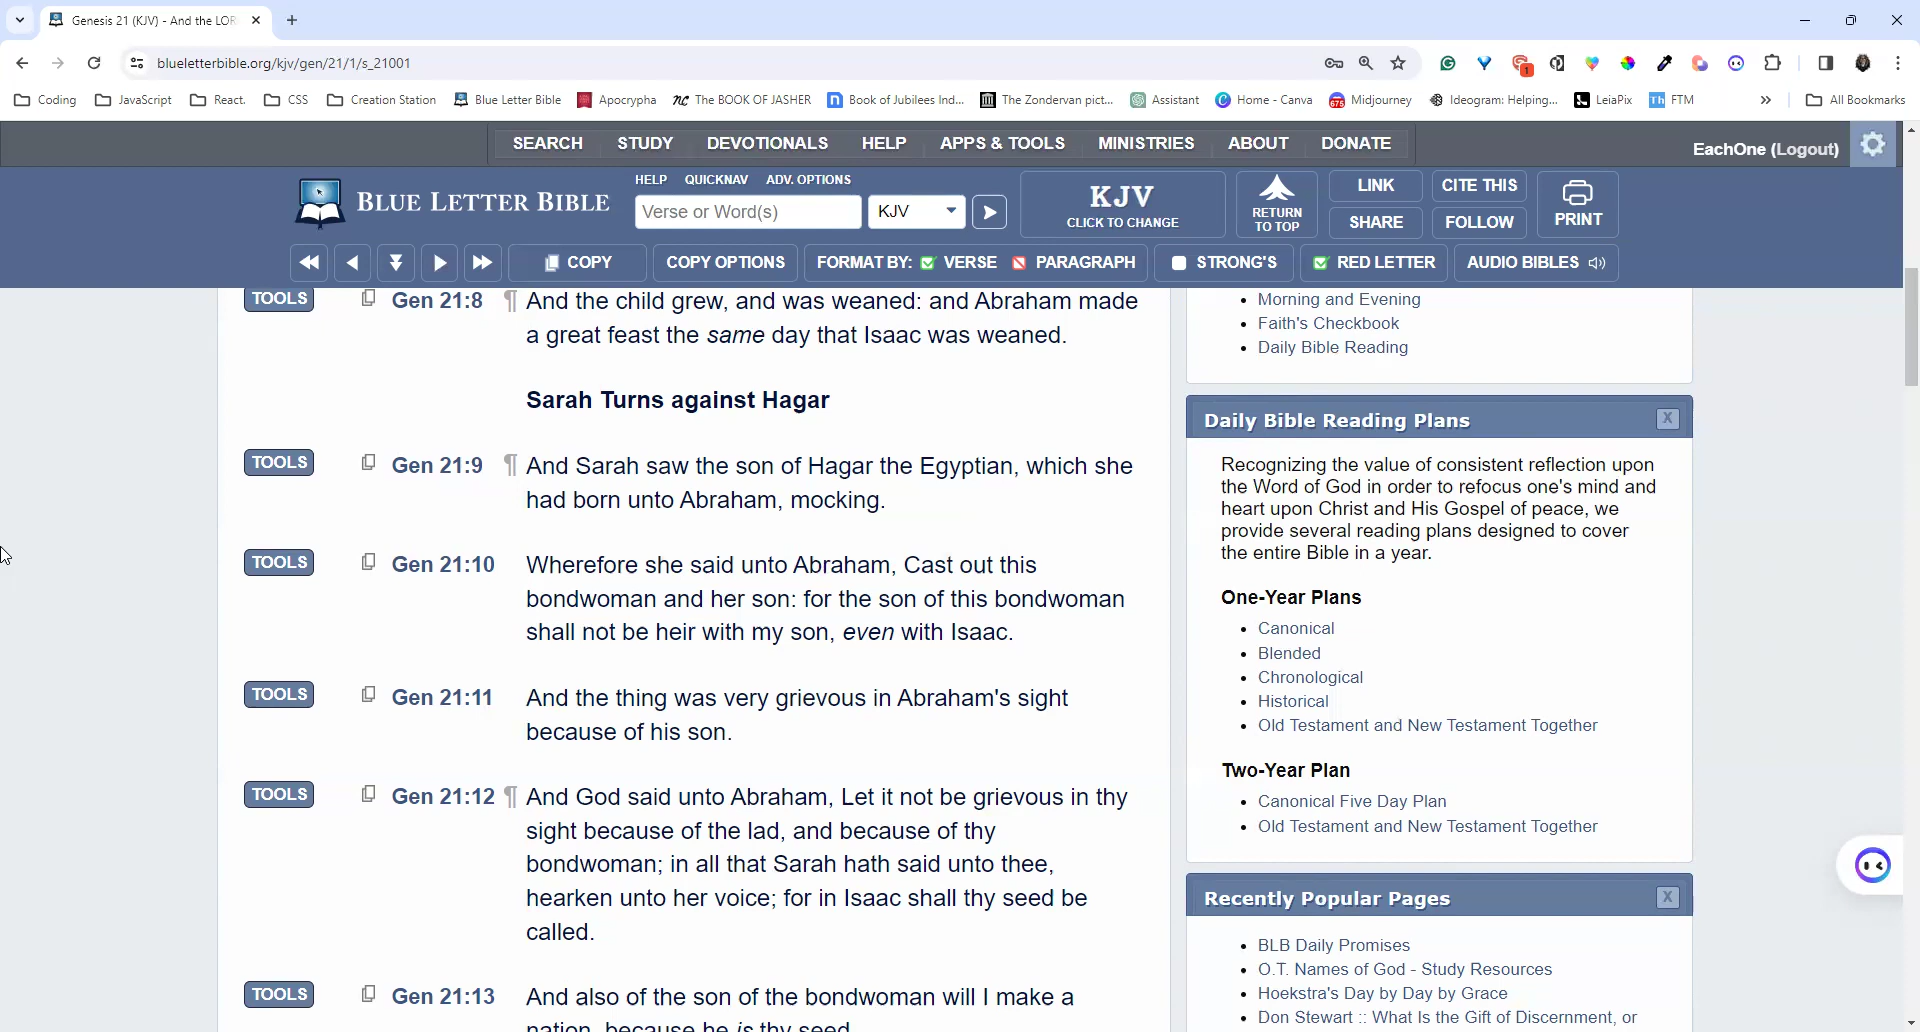 Genesis 21 (KJV) - And the LOR
blueletterbible.org/kjv/gen/21/1/s_21001
Coding
JavaScript
React.
CSS
Creation Station
Blue Letter Bible
Apocrypha
The BOOK OF JASHER
Book of Jubilees Ind...
The Zondervan pict...
Assistant
Home - Canva
Midjourney
Ideogram: Helping...
LeiaPix
FTM
All Bookmarks
SEARCH STUDY DEVOTIONALS HELP APPS & TOOLS MINISTRIES ABOUT DONATE
EachOne (Logout)
BLUE LETTER BIBLE
HELP QUICKNAV ADV. OPTIONS
Verse or Word(s)
KJV
KJV
CLICK TO CHANGE
RETURN
TO TOP
LINK
CITE THIS
SHARE
FOLLOW
PRINT
COPY
COPY OPTIONS
FORMAT BY: VERSE PARAGRAPH
STRONG'S
RED LETTER
AUDIO BIBLES
TOOLS Gen 21:8 ¶ And the child grew, and was weaned: and Abraham made
a great feast the same day that Isaac was weaned.
Sarah Turns against Hagar
TOOLS Gen 21:9 ¶ And Sarah saw the son of Hagar the Egyptian, which she
had born unto Abraham, mocking.
TOOLS Gen 21:10 Wherefore she said unto Abraham, Cast out this
bondwoman and her son: for the son of this bondwoman
shall not be heir with my son, even with Isaac.
TOOLS Gen 21:11 And the thing was very grievous in Abraham's sight
because of his son.
TOOLS Gen 21:12 ¶ And God said unto Abraham, Let it not be grievous in thy
sight because of the lad, and because of thy
bondwoman; in all that Sarah hath said unto thee,
hearken unto her voice; for in Isaac shall thy seed be
called.
TOOLS Gen 21:13 And also of the son of the bondwoman will I make a
nation, because he is thy seed.
Morning and Evening
Faith's Checkbook
Daily Bible Reading
Daily Bible Reading Plans
X
Recognizing the value of consistent reflection upon
the Word of God in order to refocus one's mind and
heart upon Christ and His Gospel of peace, we
provide several reading plans designed to cover
the entire Bible in a year.
One-Year Plans
Canonical
Blended
Chronological
Historical
Old Testament and New Testament Together
Two-Year Plan
Canonical Five Day Plan
Old Testament and New Testament Together
Recently Popular Pages
X
BLB Daily Promises
O.T. Names of God - Study Resources
Hoekstra's Day by Day by Grace
Don Stewart :: What Is the Gift of Discernment, or